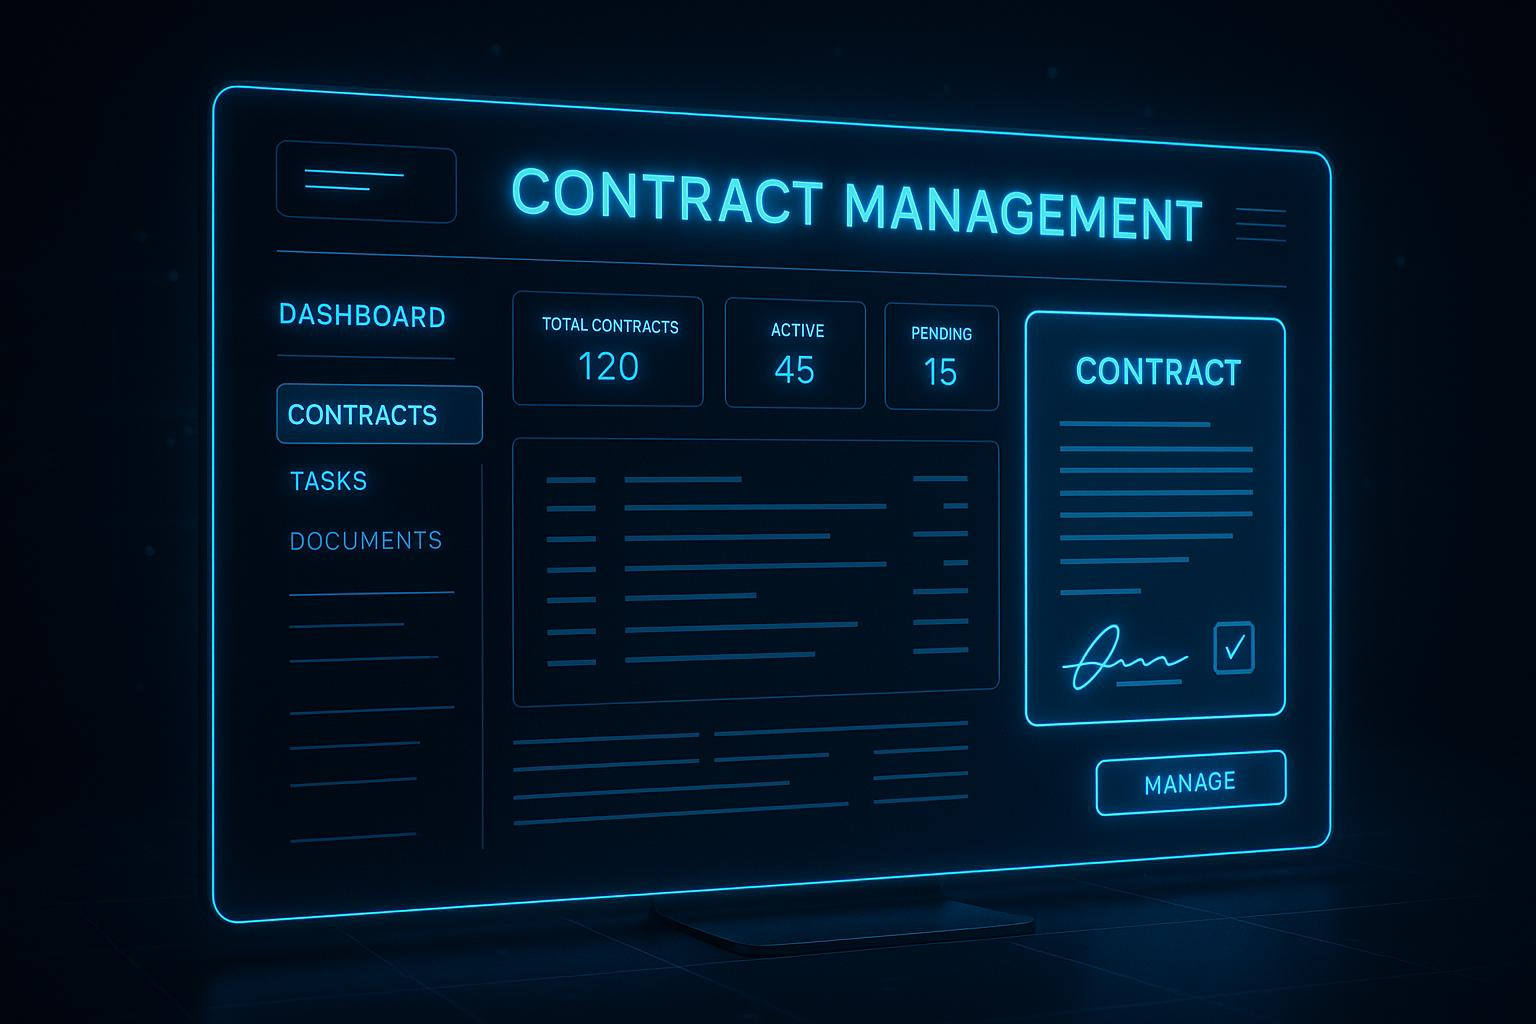 CONTRACT MANAGEMENT
DASHBOARD
CONTRACTS
TASKS
DOCUMENTS
TOTAL CONTRACTS
120
ACTIVE
45
PENDING
15
CONTRACT
MANAGE